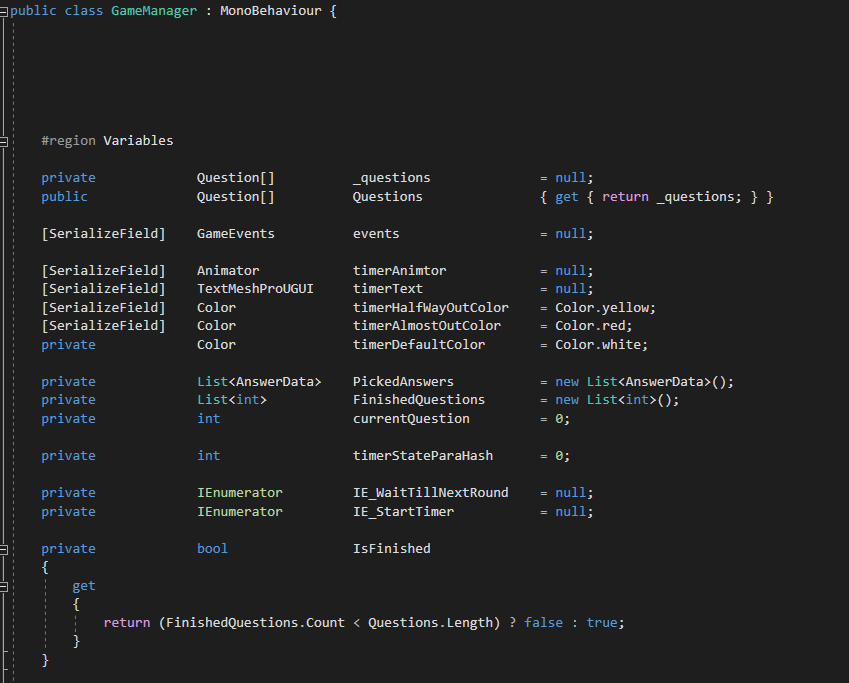 public class GameManager : MonoBehaviour {
#region Variables
private Question[] _questions = null;
public Question[] Questions { get { return _questions; } }
[SerializeField] GameEvents events = null;
[SerializeField] Animator timerAnimtor = null;
[SerializeField] TextMeshProUGUI timerText = null;
[SerializeField] Color timerHalfWayOutColor = Color.yellow;
[SerializeField] Color timerAlmostOutColor = Color.red;
private Color timerDefaultColor = Color.white;
private List<AnswerData> PickedAnswers = new List<AnswerData>();
private List<int> FinishedQuestions = new List<int>();
private int currentQuestion = 0;
private int timerStateParaHash = 0;
private IEnumerator IE_WaitTillNextRound = null;
private IEnumerator IE_StartTimer = null;
private bool IsFinished
{
get
{
return (FinishedQuestions.Count < Questions.Length) ? false : true;
}
}